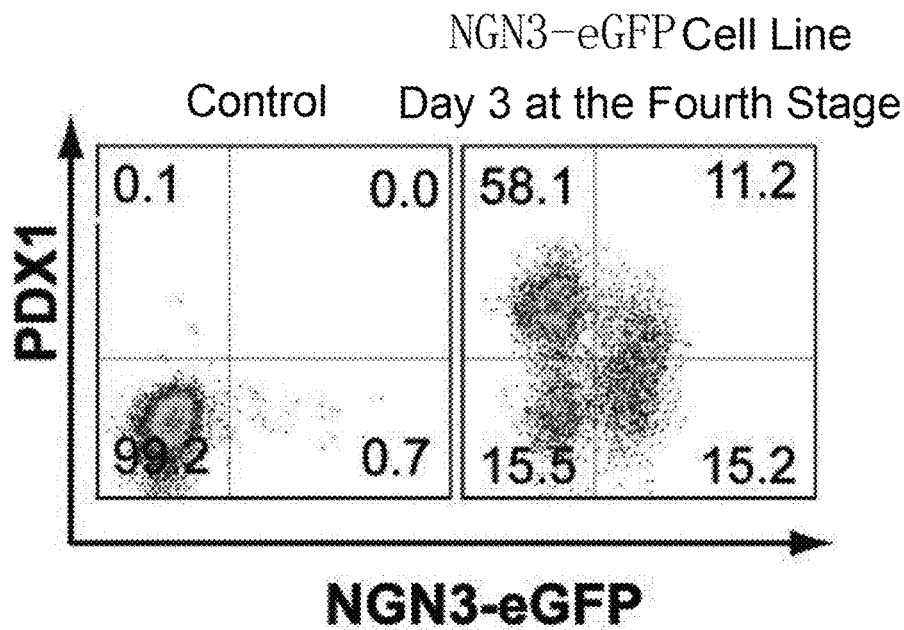 NGN3-eGFP Cell Line
Control
Day 3 at the Fourth Stage
PDX1
0.1
0.0
58.1
11.2
99.2
0.7
15.5
15.2
NGN3-eGFP